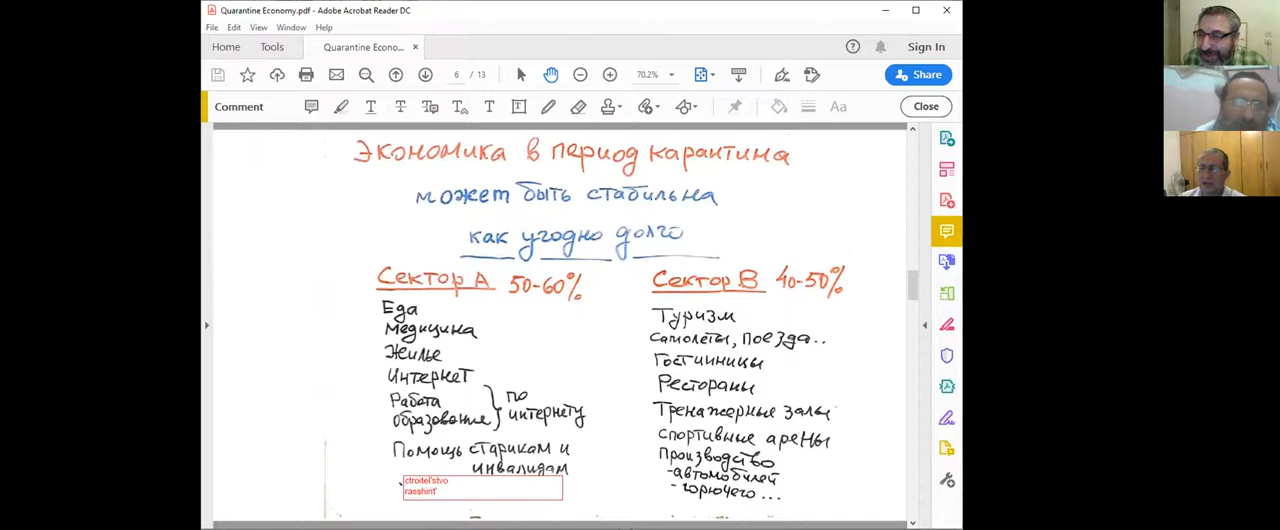 Quarantine Economy.pdf - Adobe Acrobat Reader DC
File Edit View Window Help
Home Tools Quarantine Econo... × Sign In
6 / 13 70.2% Share
Comment Aa Close
Экономика в период карантина
может быть стабильна
как угодно долго
Сектор А 50-60%
Еда
Медицина
Жилье
Интернет
Работа
образование
по
интернету
Помощь старикам и
инвалидам
ctroitel'stvo
rasshirit'
Сектор В 40-50%
Туризм
Самолеты, поезда..
Гостинницы
Рестораны
Тренажерные залы
спортивные арены
Производство
-автомобилей
-горючего...